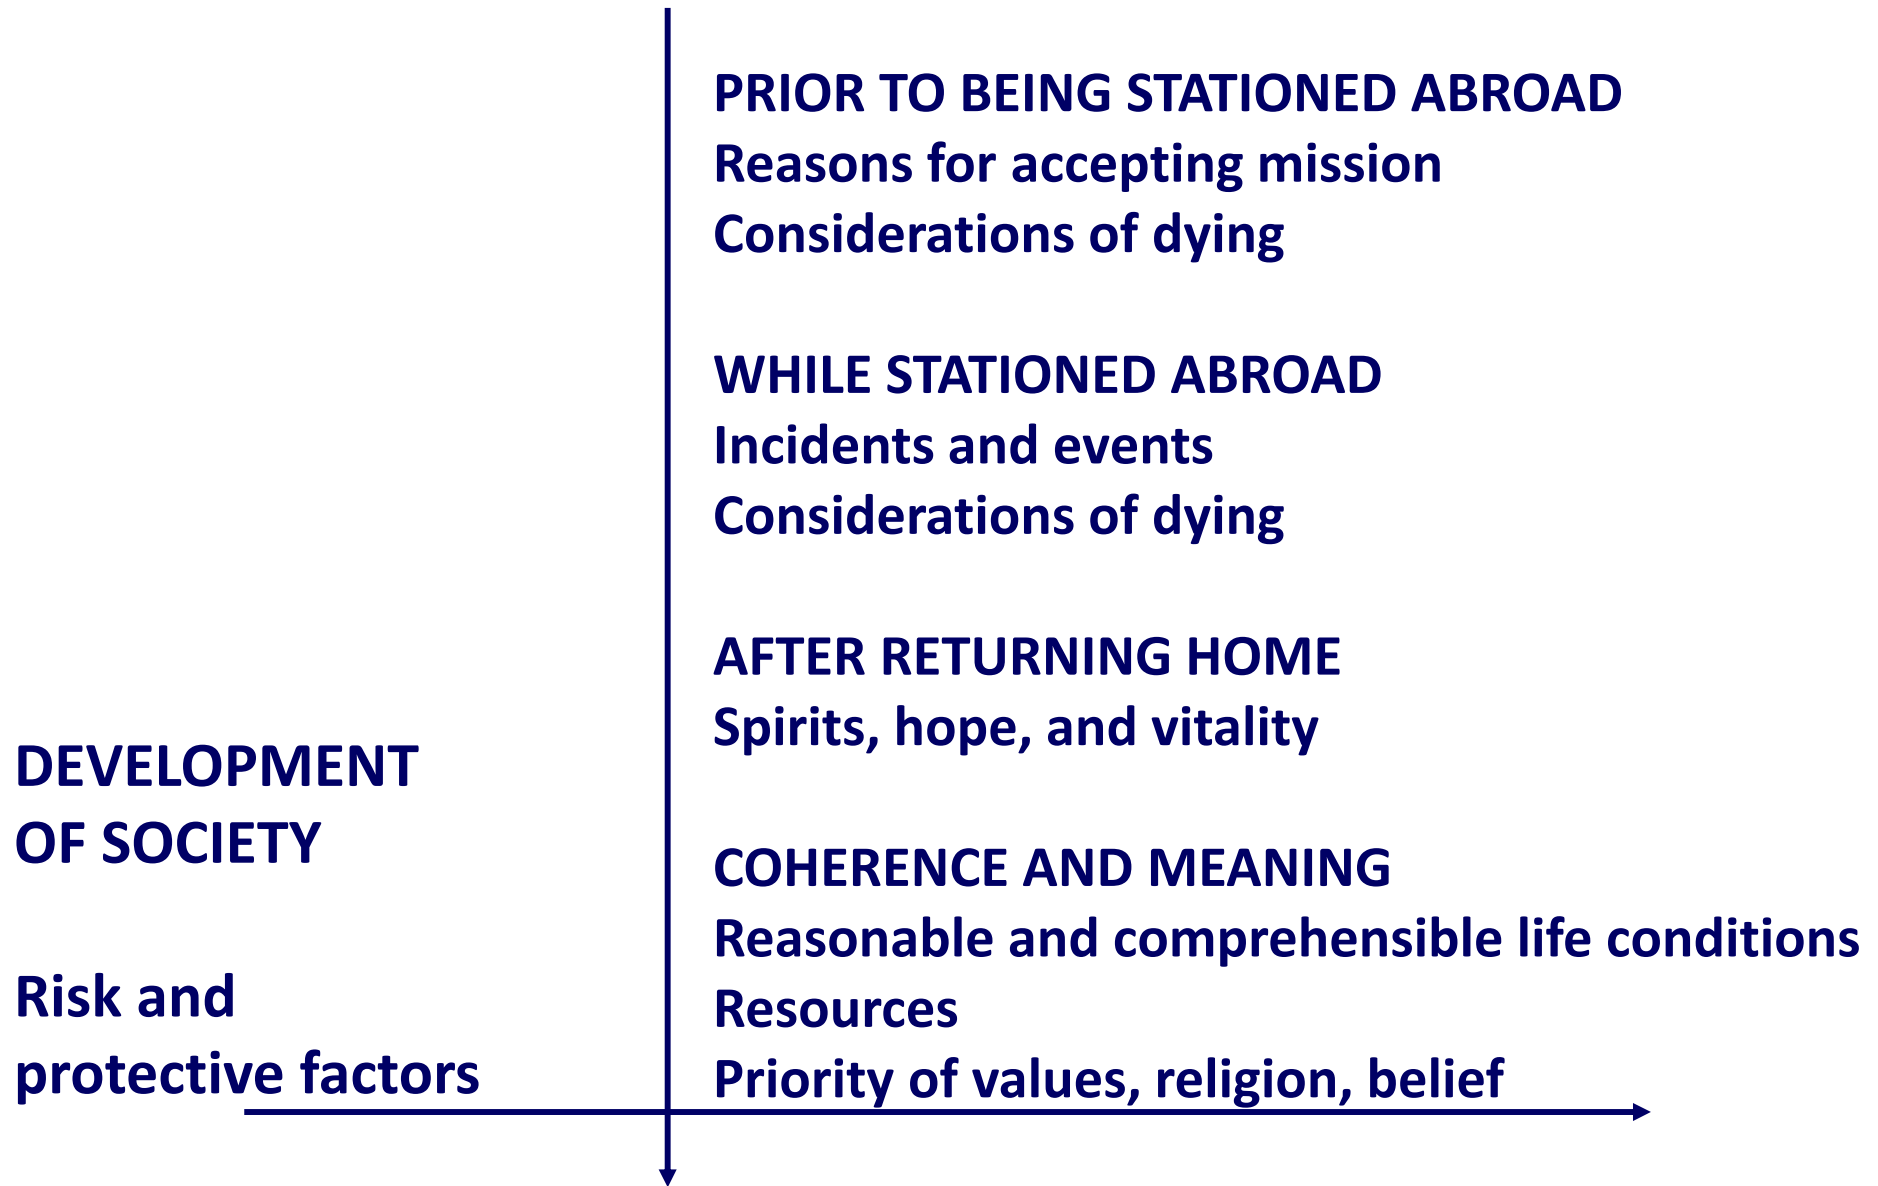 PRIOR TO BEING STATIONED ABROAD
Reasons for accepting mission
Considerations of dying
WHILE STATIONED ABROAD
Incidents and events
Considerations of dying
AFTER RETURNING HOME
Spirits, hope, and vitality
COHERENCE AND MEANING
Reasonable and comprehensible life conditions
Resources
Priority of values, religion, belief
DEVELOPMENT
OF SOCIETY
Risk and
protective factors